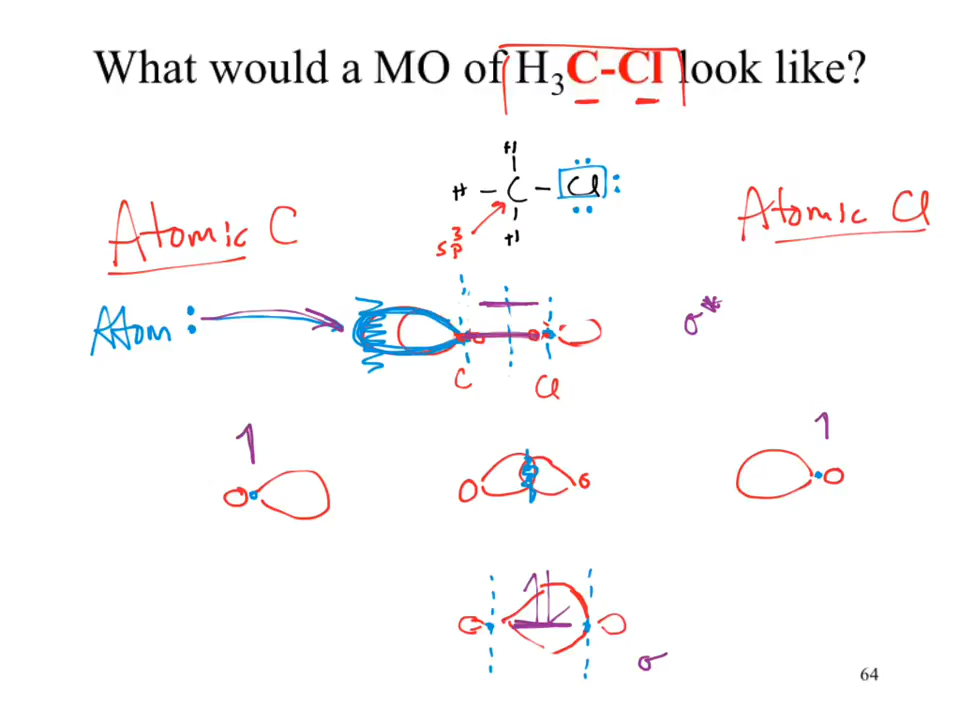 What would a MO of H₃C-Cl look like?
H
H – C – Cl
H
sp³
Atomic C
Atomic Cl
Atom:
σ*
C
Cl
σ
64